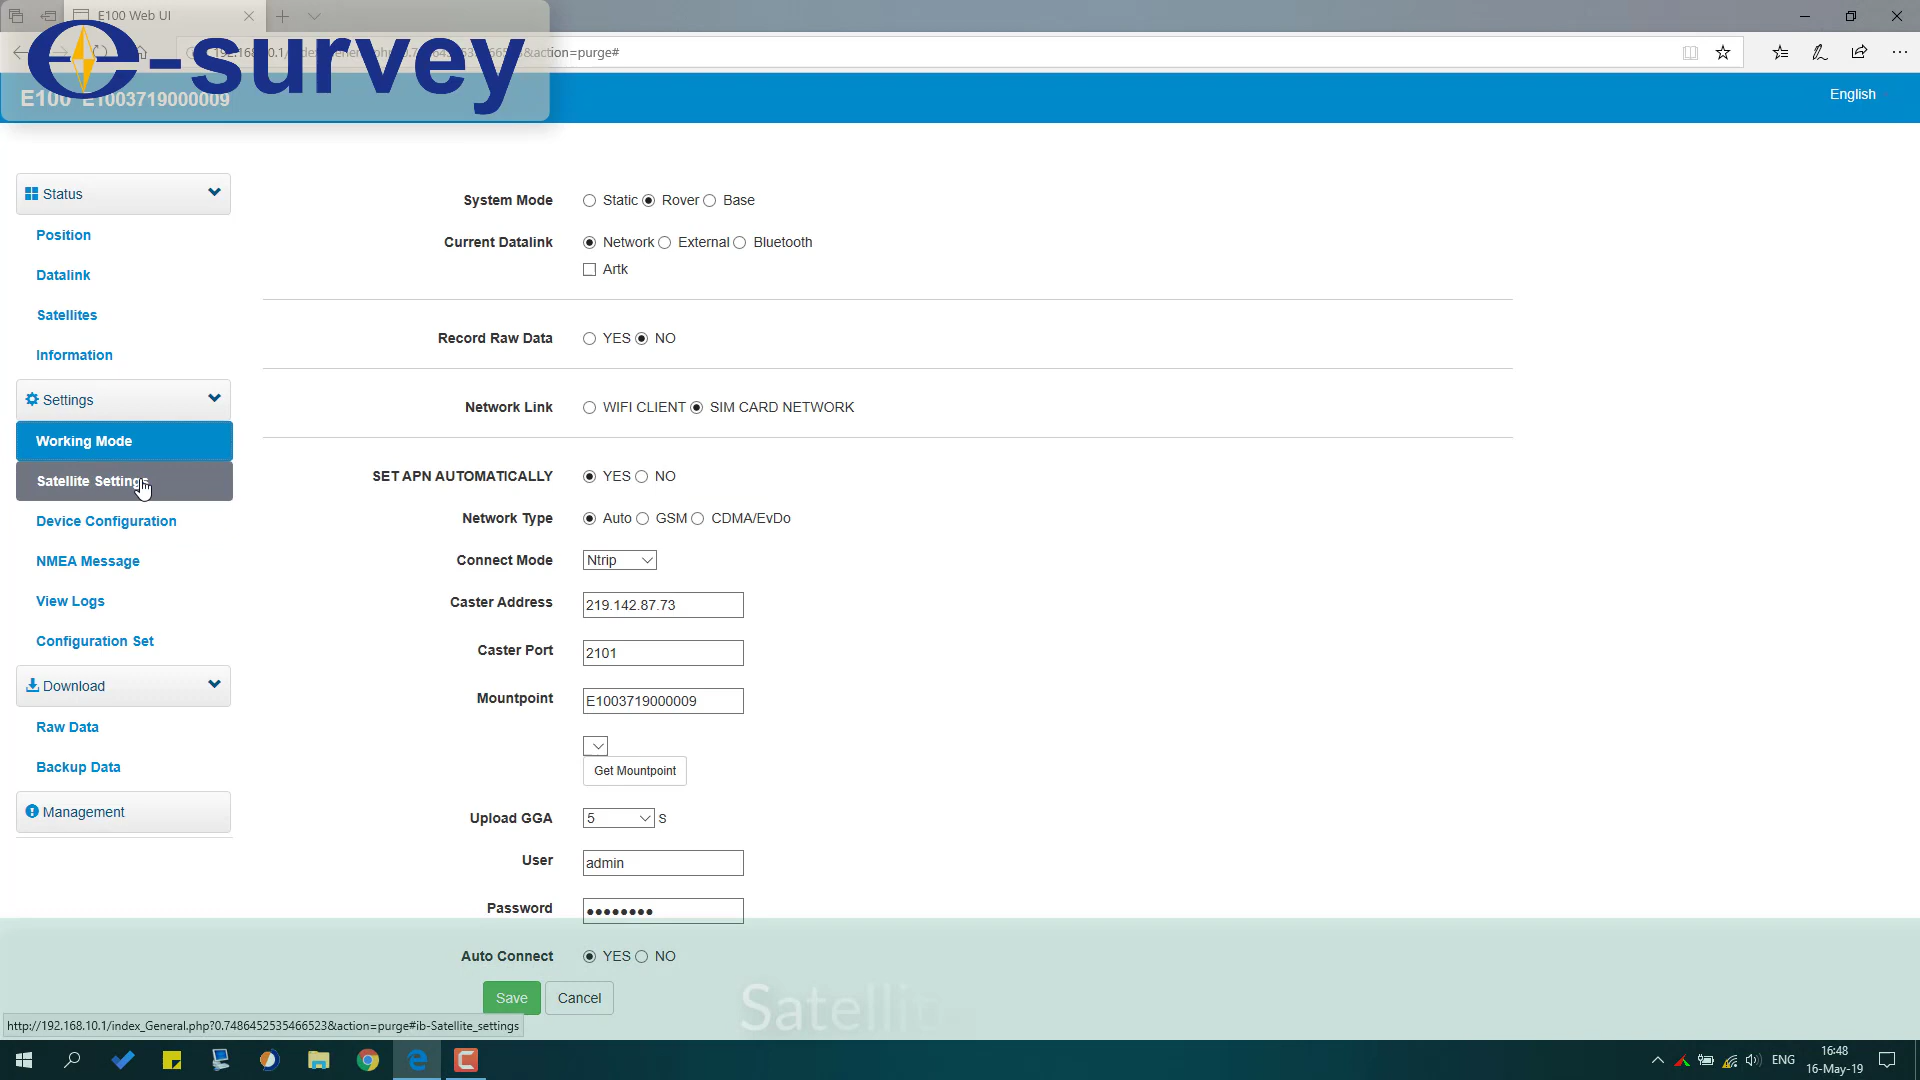 E100 Web UI
&action=purge#
e-survey
E100 E1003719000009
English
Status
Position
Datalink
Satellites
Information
Settings
Working Mode
Satellite Settings
Device Configuration
NMEA Message
View Logs
Configuration Set
Download
Raw Data
Backup Data
Management
System Mode Static Rover Base
Current Datalink Network External Bluetooth
Artk
Record Raw Data YES NO
Network Link WIFI CLIENT SIM CARD NETWORK
SET APN AUTOMATICALLY YES NO
Network Type Auto GSM CDMA/EvDo
Connect Mode Ntrip
Caster Address 219.142.87.73
Caster Port 2101
Mountpoint E1003719000009
Get Mountpoint
Upload GGA 5 S
User admin
Password ●●●●●●●●
Auto Connect YES NO
Save Cancel
Satellit
http://192.168.10.1/index_General.php?0.7486452535466523&action=purge#ib-Satellite_settings
ENG
16:48
16-May-19